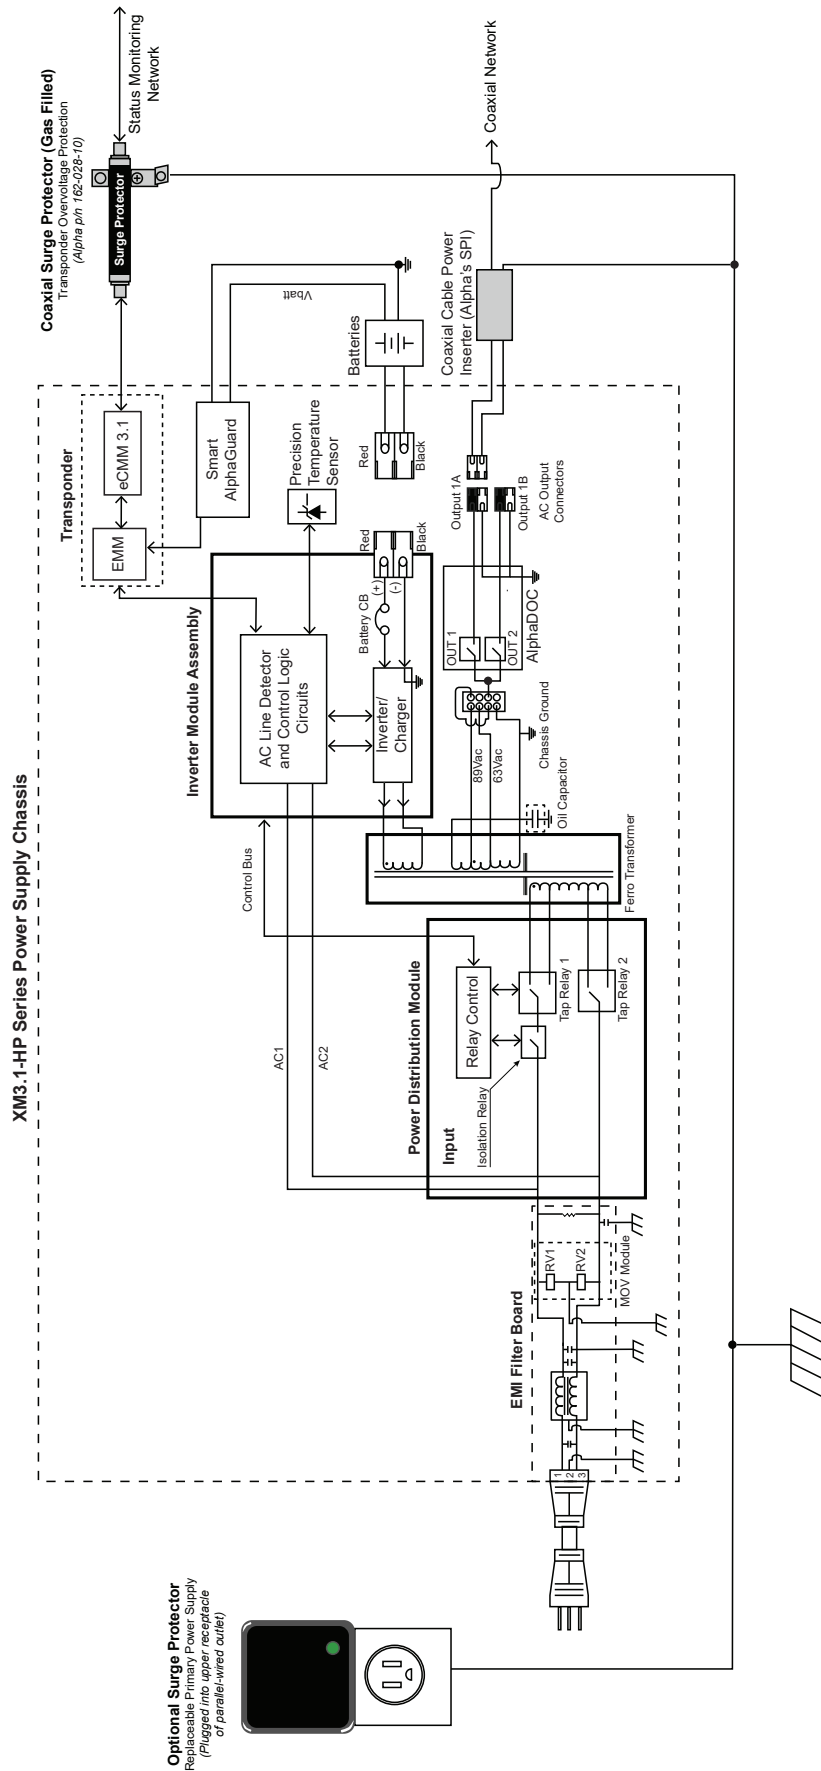 XM3.1-HP Series Power Supply Chassis
Coaxial Surge Protector (Gas Filled)
Transponder Overvoltage Protection
(Alpha p/n 162-028-10)
Surge Protector
Status Monitoring
Network
Transponder
EMM
eCMM 3.1
Smart
AlphaGuard
Vbatt
Batteries
Precision
Temperature
Sensor
Inverter Module Assembly
AC Line Detector
and Control Logic
Circuits
Inverter/
Charger
Battery CB
(+)
(-)
Red
Black
Red
Black
Coaxial Network
Coaxial Cable Power
Inserter (Alpha's SPI)
Output 1A
Output 1B
AC Output
Connectors
OUT 1
OUT 2
AlphaDOC
89Vac
63Vac
Chassis Ground
Oil Capacitor
Ferro Transformer
Control Bus
AC1
AC2
Power Distribution Module
Input
Relay Control
Isolation Relay
Tap Relay 1
Tap Relay 2
EMI Filter Board
RV1
RV2
MOV Module
1
2
3
Optional Surge Protector
Replaceable Primary Power Supply
(Plugged into upper receptacle
of parallel-wired outlet)